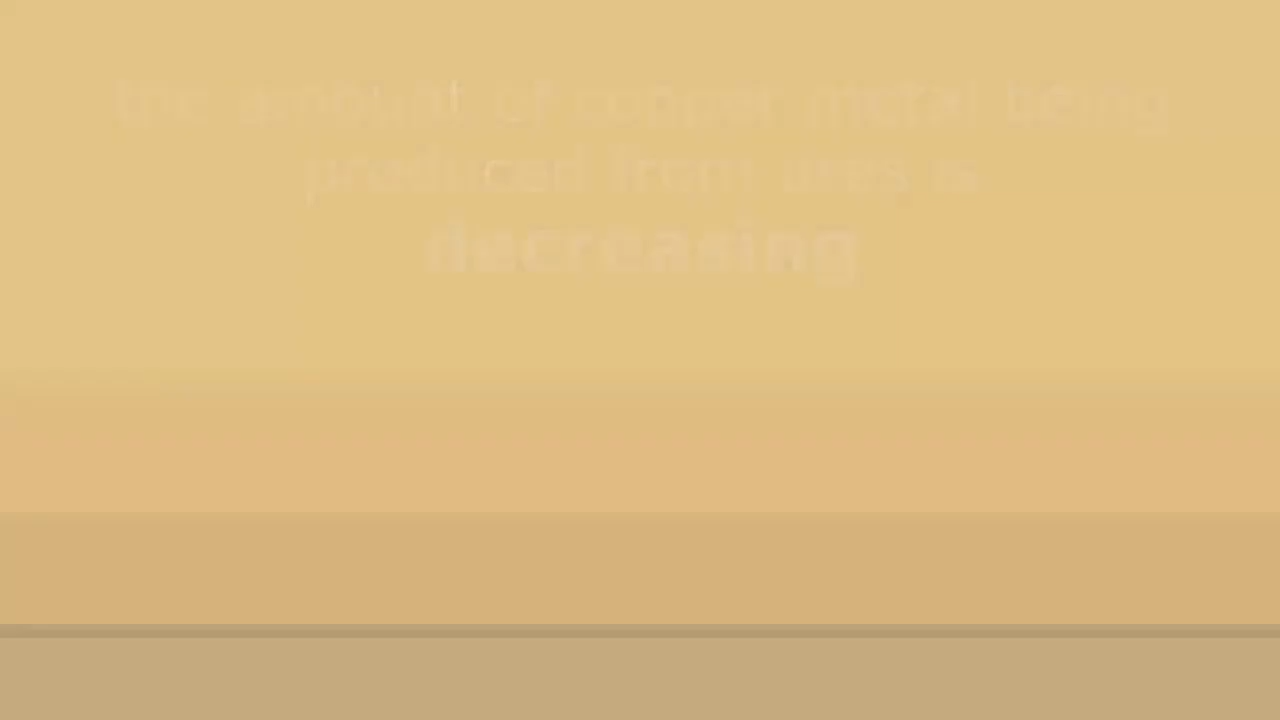 the amount of copper metal being
produced from ores is
decreasing